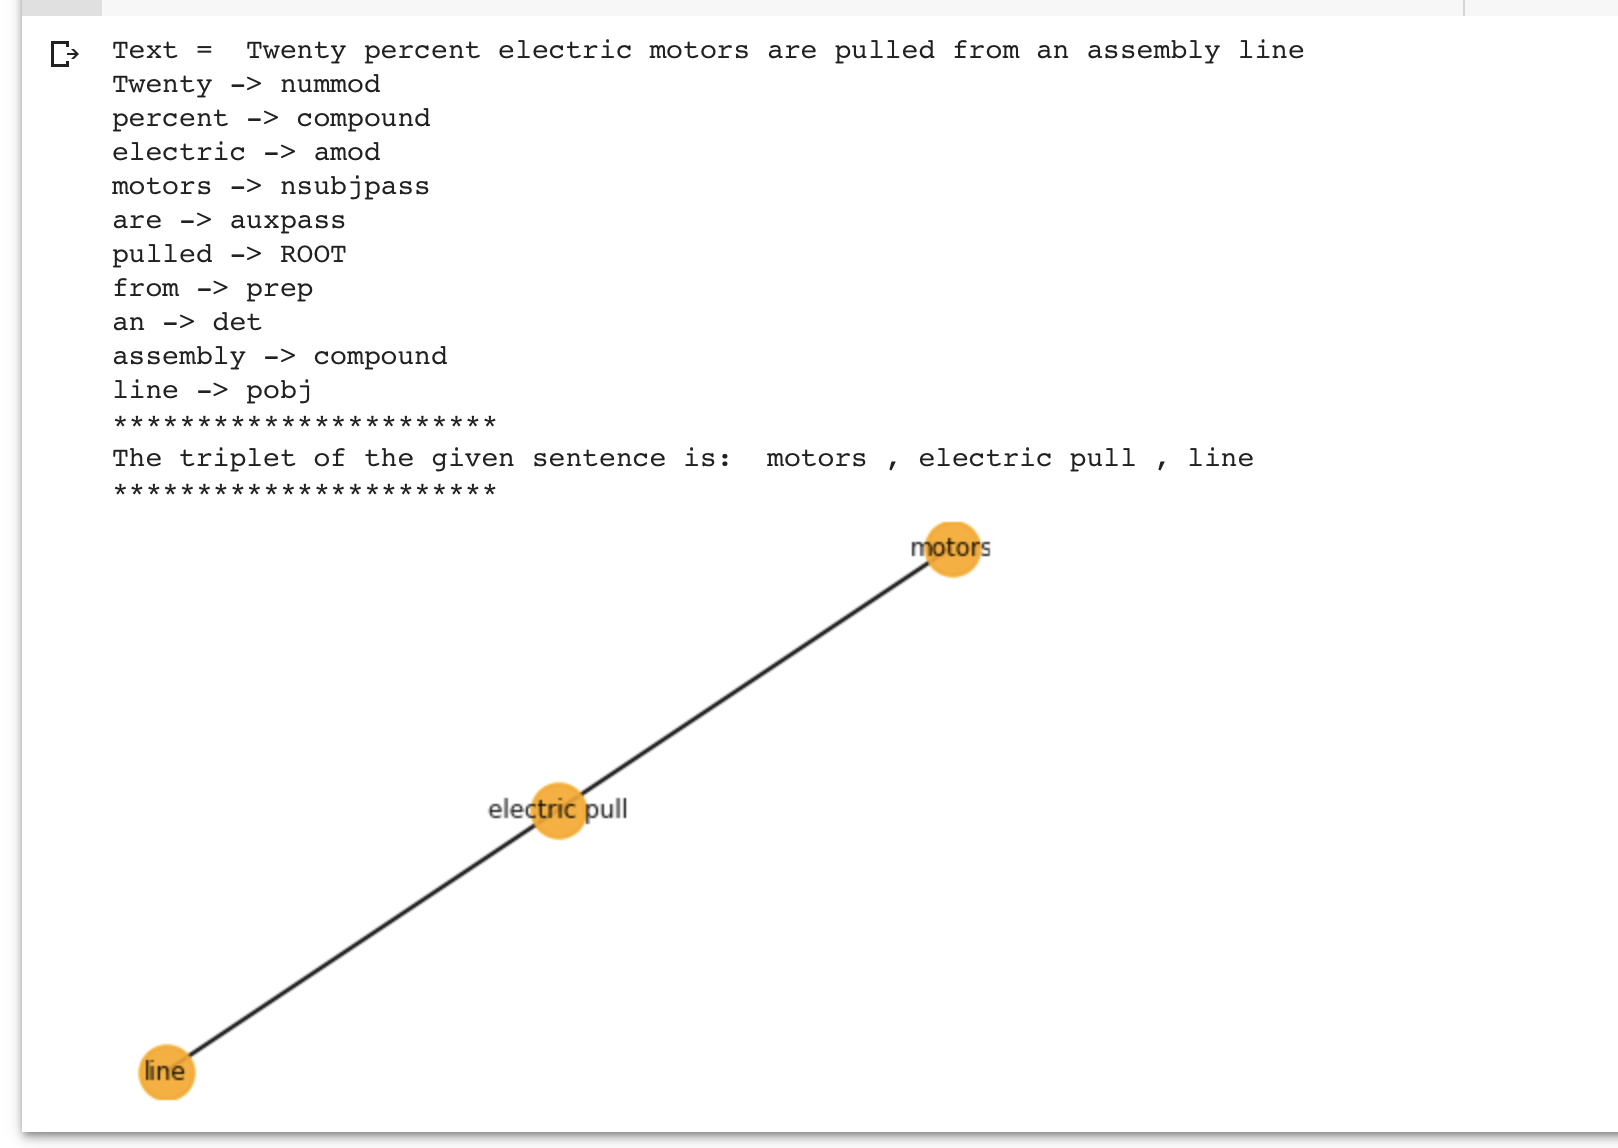 Text =  Twenty percent electric motors are pulled from an assembly line
Twenty -> nummod
percent -> compound
electric -> amod
motors -> nsubjpass
are -> auxpass
pulled -> ROOT
from -> prep
an -> det
assembly -> compound
line -> pobj
***********************
The triplet of the given sentence is:  motors , electric pull , line
***********************
motors
electric pull
line